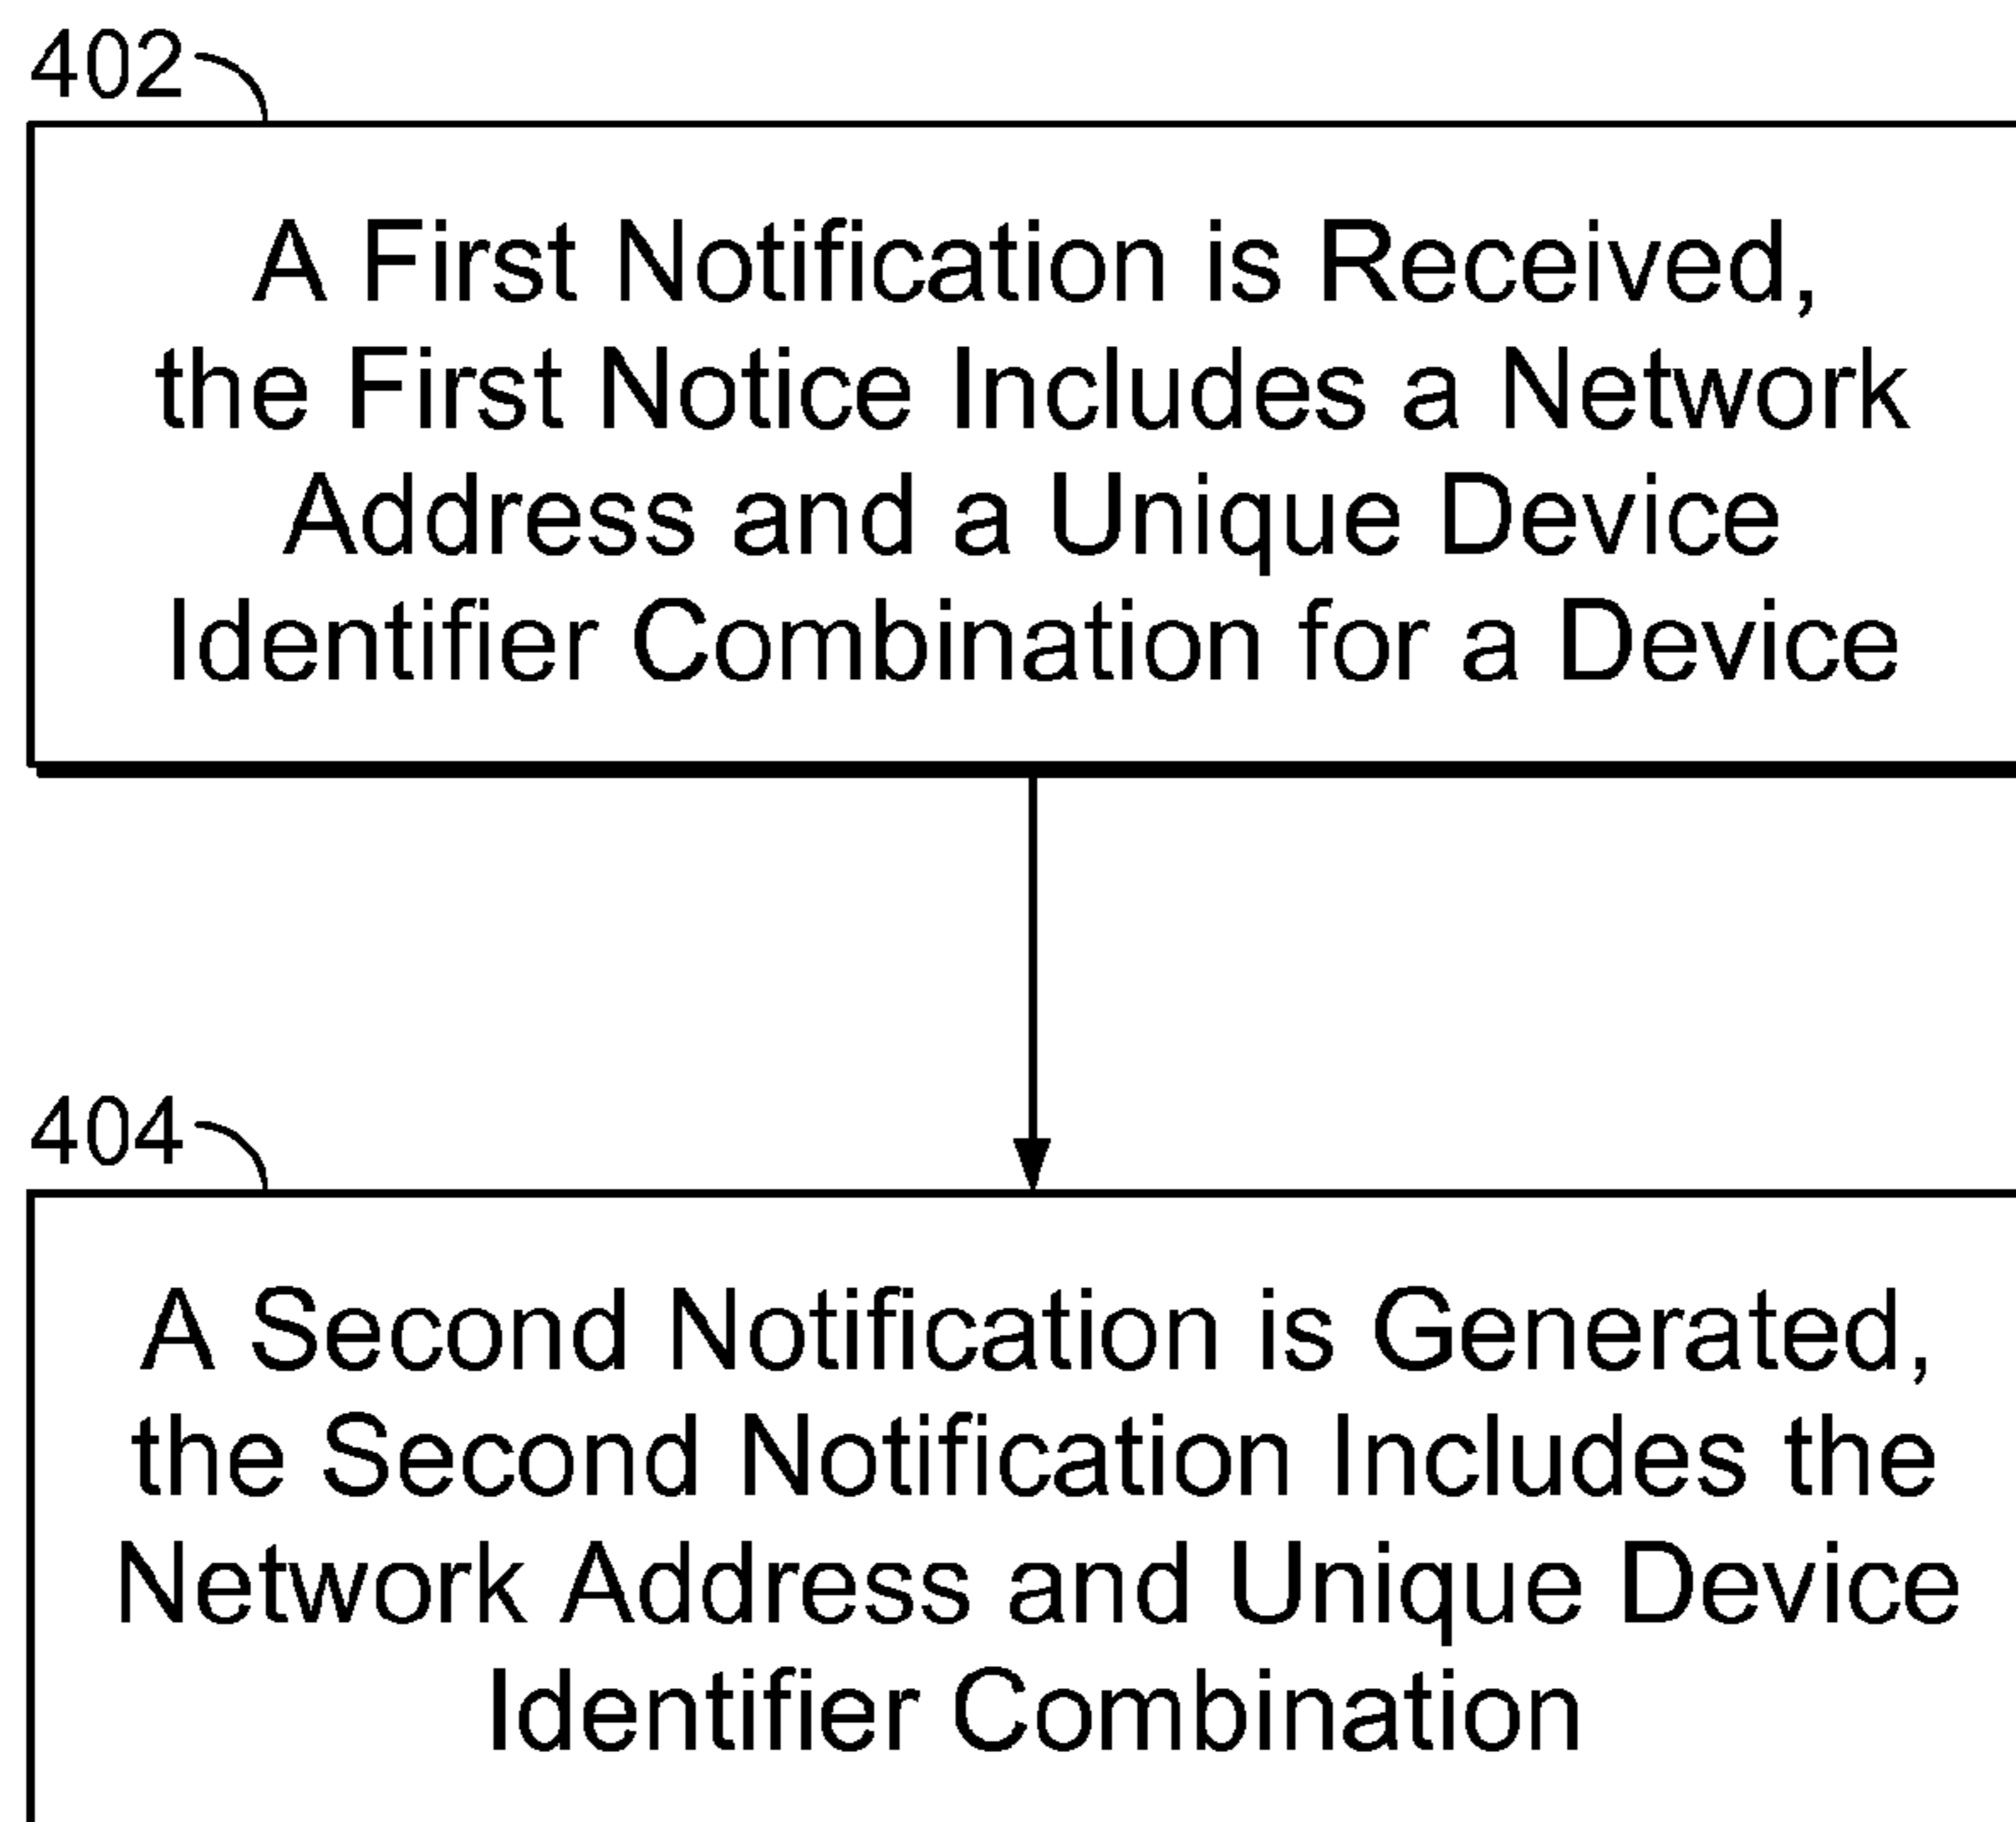 402
A First Notification is Received,
the First Notice Includes a Network
Address and a Unique Device
Identifier Combination for a Device
404
A Second Notification is Generated,
the Second Notification Includes the
Network Address and Unique Device
Identifier Combination